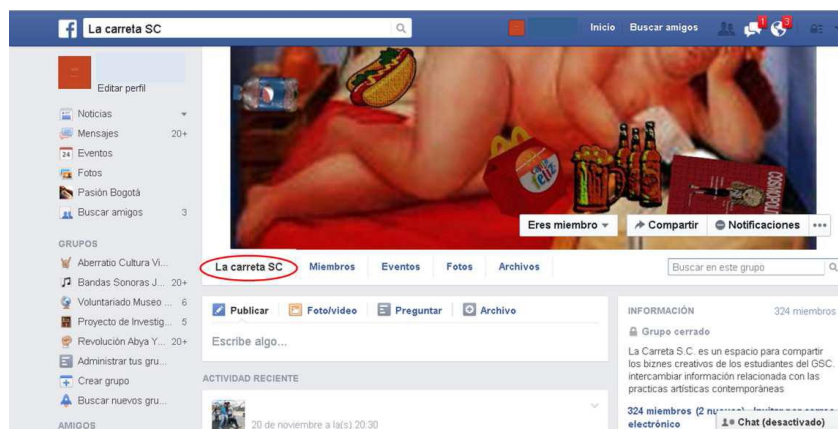 La carreta SC
Inicio Buscar amigos 1 3
Editar perfil
Noticias
Mensajes 20+
24 Eventos
Fotos
Pasión Bogotá
Buscar amigos 3
GRUPOS
Aberratio Cultura Vi...
Bandas Sonoras J... 20+
Voluntariado Museo ... 6
Proyecto de Investig... 5
Revolución Abya Y... 20+
Administrar tus gru...
Crear grupo
Buscar nuevos gru...
AMIGOS
feliz
COSMOPOLIT
Eres miembro Compartir Notificaciones ...
La carreta SC Miembros Eventos Fotos Archivos Buscar en este grupo
Publicar Foto/video Preguntar Archivo
Escribe algo...
ACTIVIDAD RECIENTE
20 de noviembre a la(s) 20:30
INFORMACIÓN 324 miembros
Grupo cerrado
La Carreta S.C. es un espacio para compartir
los biznes creativos de los estudiantes del GSC.
intercambiar información relacionada con las
practicas artísticas contemporáneas
324 miembros (2
electrónico
Chat (desactivado)